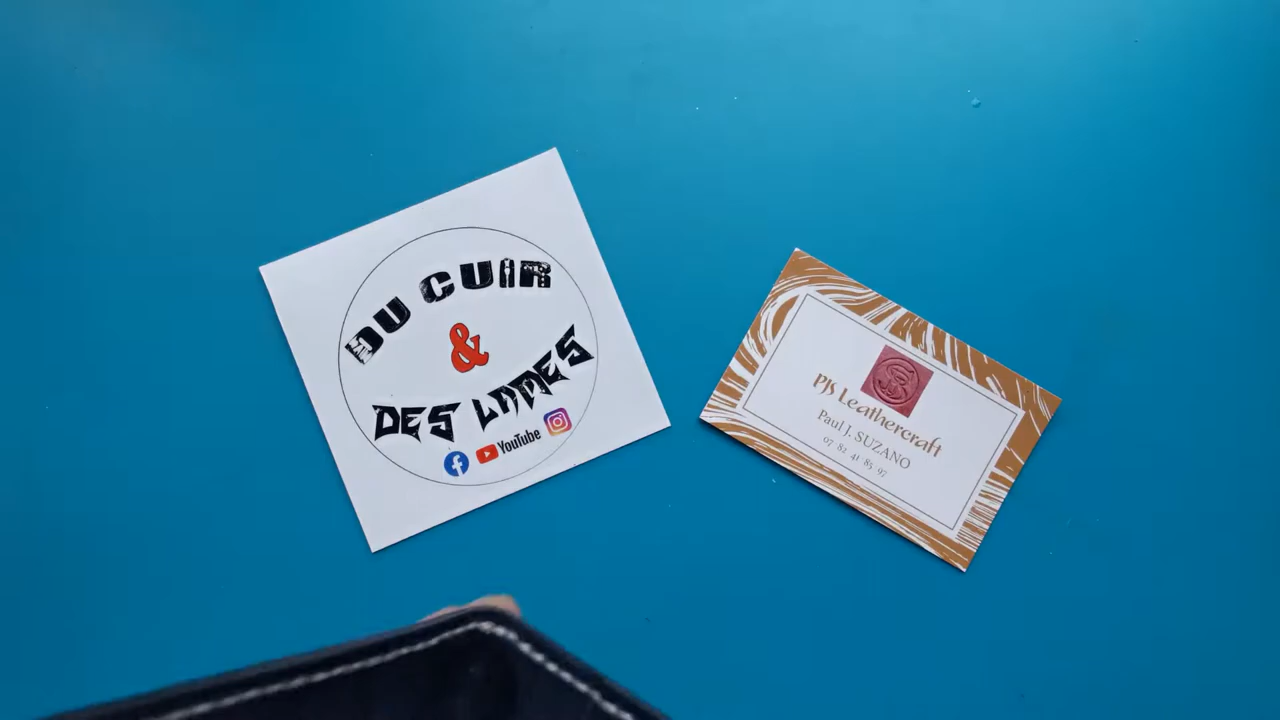 DU CUIR
&
DES LAMES
YouTube
PJS Leathercraft
Paul J. SUZANO
07 82 41 85 97